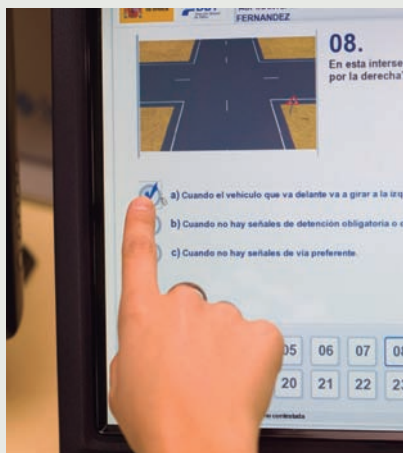 FERNANDEZ
08.
En esta interse
por la derecha
a) Cuando el vehículo que va delante va a girar a la izq
b) Cuando no hay señales de detención obligatoria o
c) Cuando no hay señales de vía preferente.
05 06 07 08
20 21 22 23